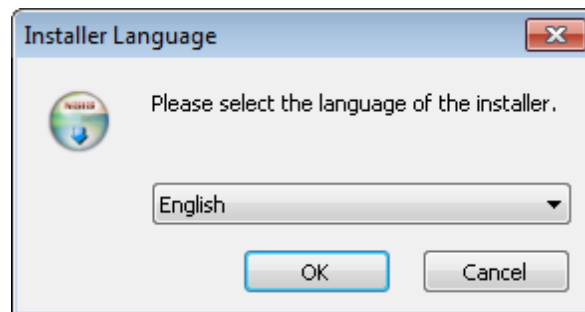 Installer Language
Please select the language of the installer.
English
OK
Cancel